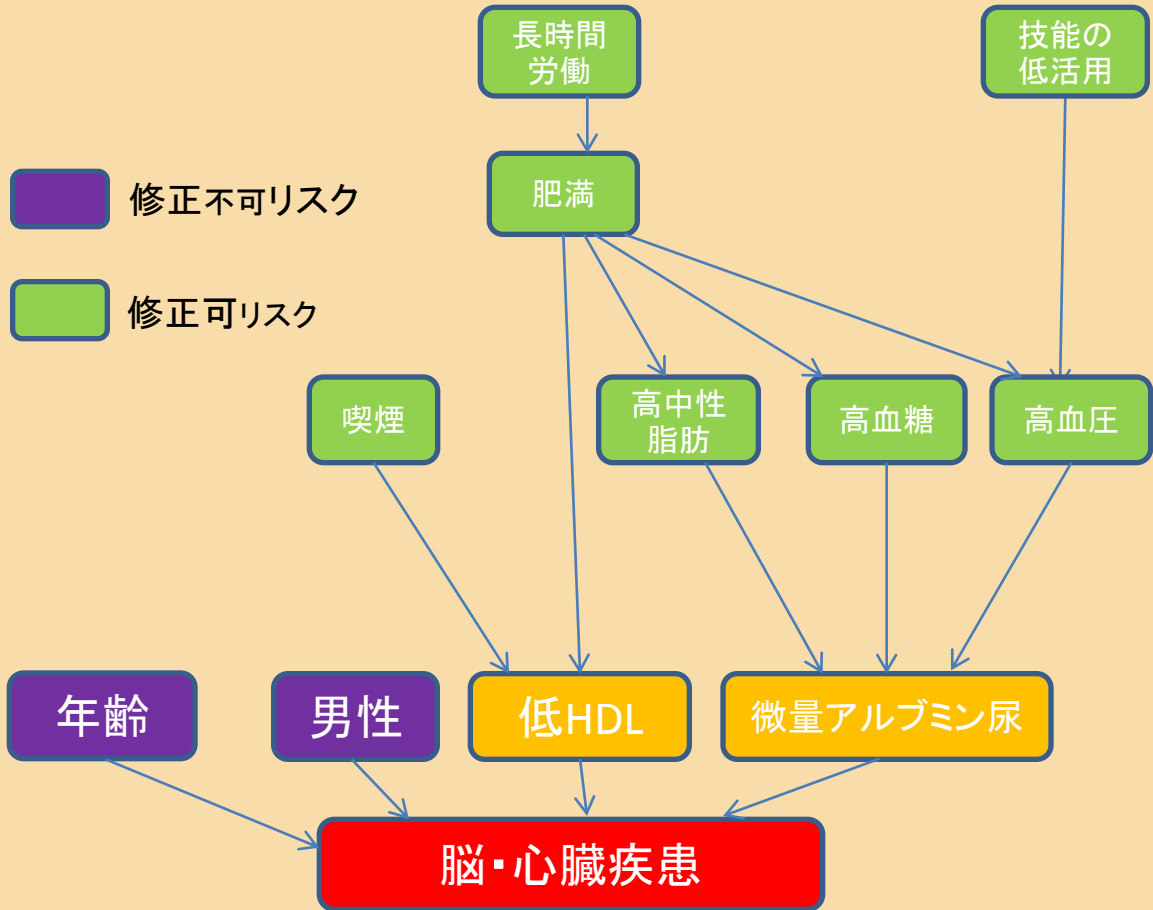 長時間
労働
技能の
低活用
肥満
修正不可リスク
修正可リスク
喫煙
高中性
脂肪
高血糖
高血圧
年齢
男性
低HDL
微量アルブミン尿
脳・心臓疾患